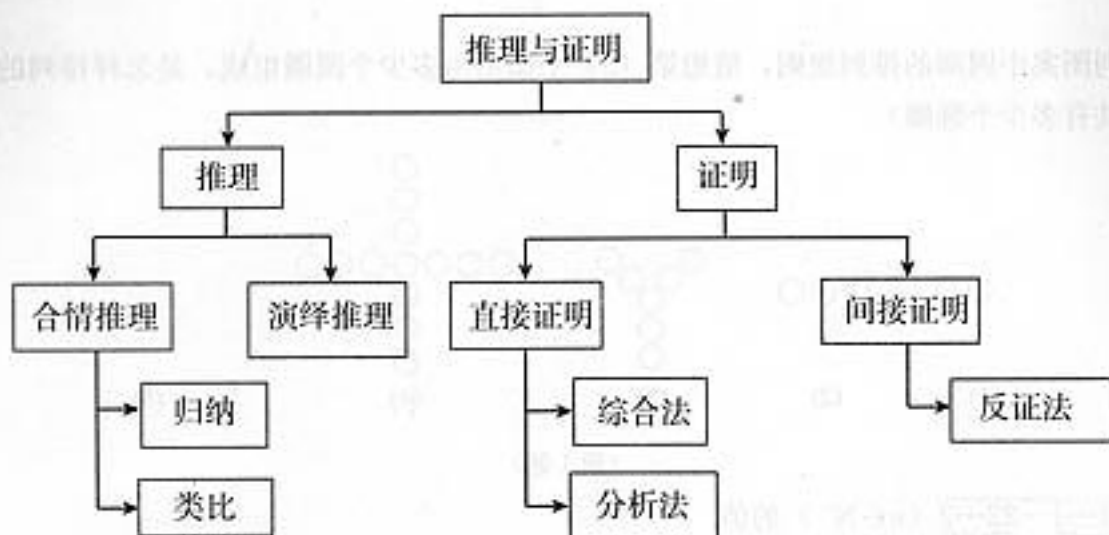 推理与证明
推理
证明
合情推理
演绎推理
直接证明
间接证明
归纳
综合法
反证法
类比
分析法